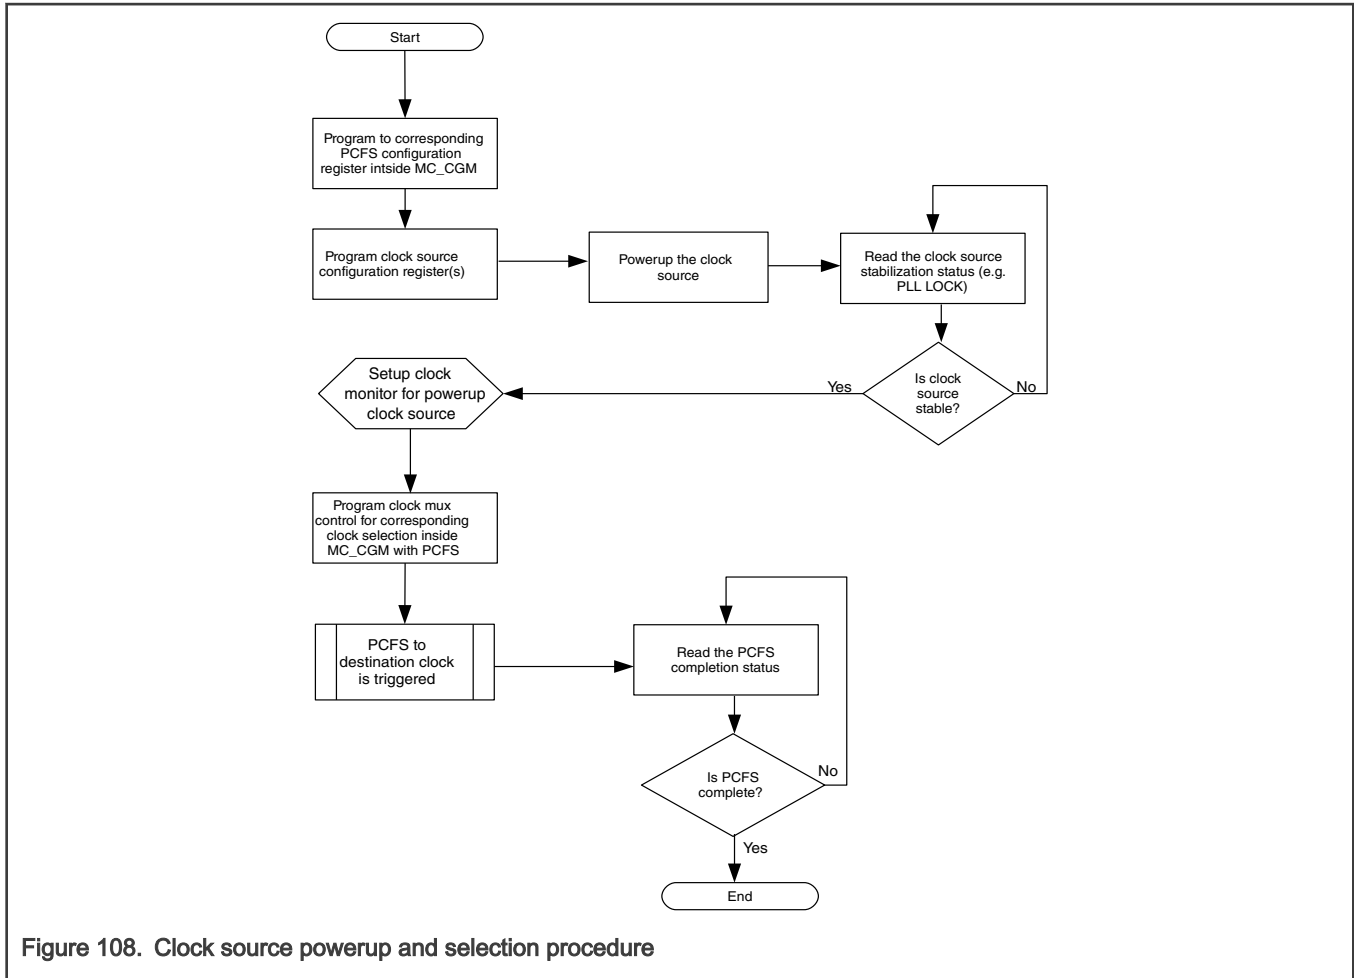 Start
Program to corresponding
PCFS configuration
register intside MC_CGM
Program clock source
configuration register(s)
Powerup the clock
source
Read the clock source
stabilization status (e.g.
PLL LOCK)
Is clock
source
stable?
No
Yes
Setup clock
monitor for powerup
clock source
Program clock mux
control for corresponding
clock selection inside
MC_CGM with PCFS
PCFS to
destination clock
is triggered
Read the PCFS
completion status
Is PCFS
complete?
No
Yes
End
Figure 108. Clock source powerup and selection procedure